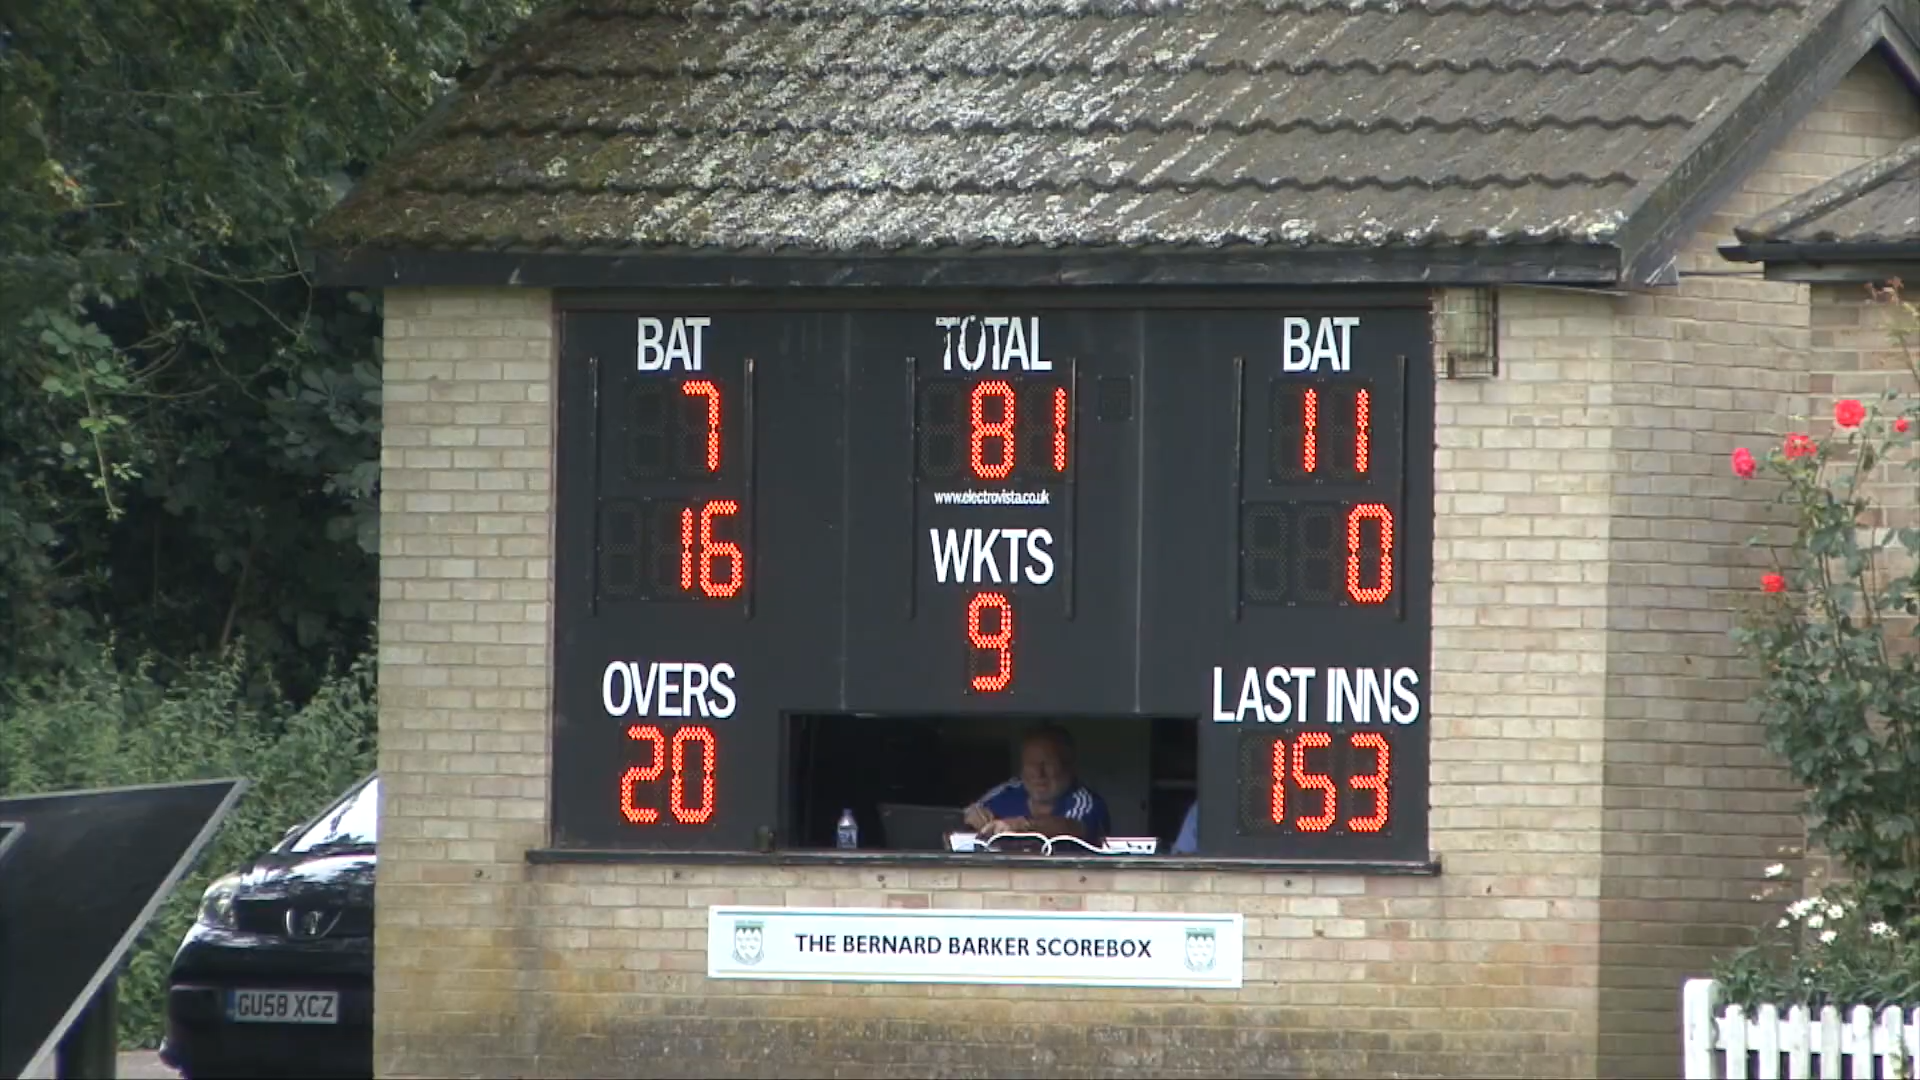 BAT TOTAL BAT
7 81 11
www.electrovista.co.uk
16 WKTS 0
9
OVERS LAST INNS
20 153
THE BERNARD BARKER SCOREBOX
GU58 XCZ